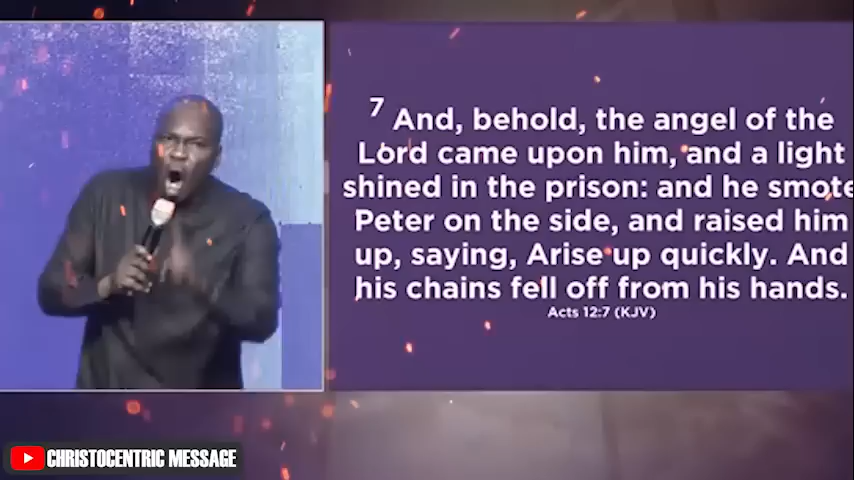 7 And, behold, the angel of the
Lord came upon him, and a light
shined in the prison: and he smote
Peter on the side, and raised him
up, saying, Arise up quickly. And
his chains fell off from his hands.
Acts 12:7 (KJV)
CHRISTOCENTRIC MESSAGE